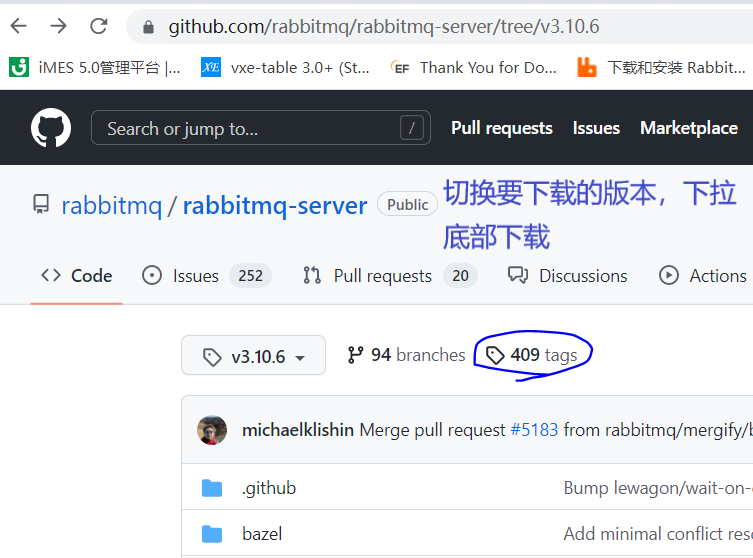 github.com/rabbitmq/rabbitmq-server/tree/v3.10.6
iMES 5.0管理平台 |...
vxe-table 3.0+ (St...
EF
Thank You for Do...
下载和安装 Rabbit...
Search or jump to...
/
Pull requests
Issues
Marketplace
rabbitmq / rabbitmq-server
Public
切换要下载的版本，下拉
底部下载
Code
Issues 252
Pull requests 20
Discussions
Actions
v3.10.6
94 branches
409 tags
michaelklishin Merge pull request #5183 from rabbitmq/mergify/b
.github
Bump lewagon/wait-on-
bazel
Add minimal conflict reso